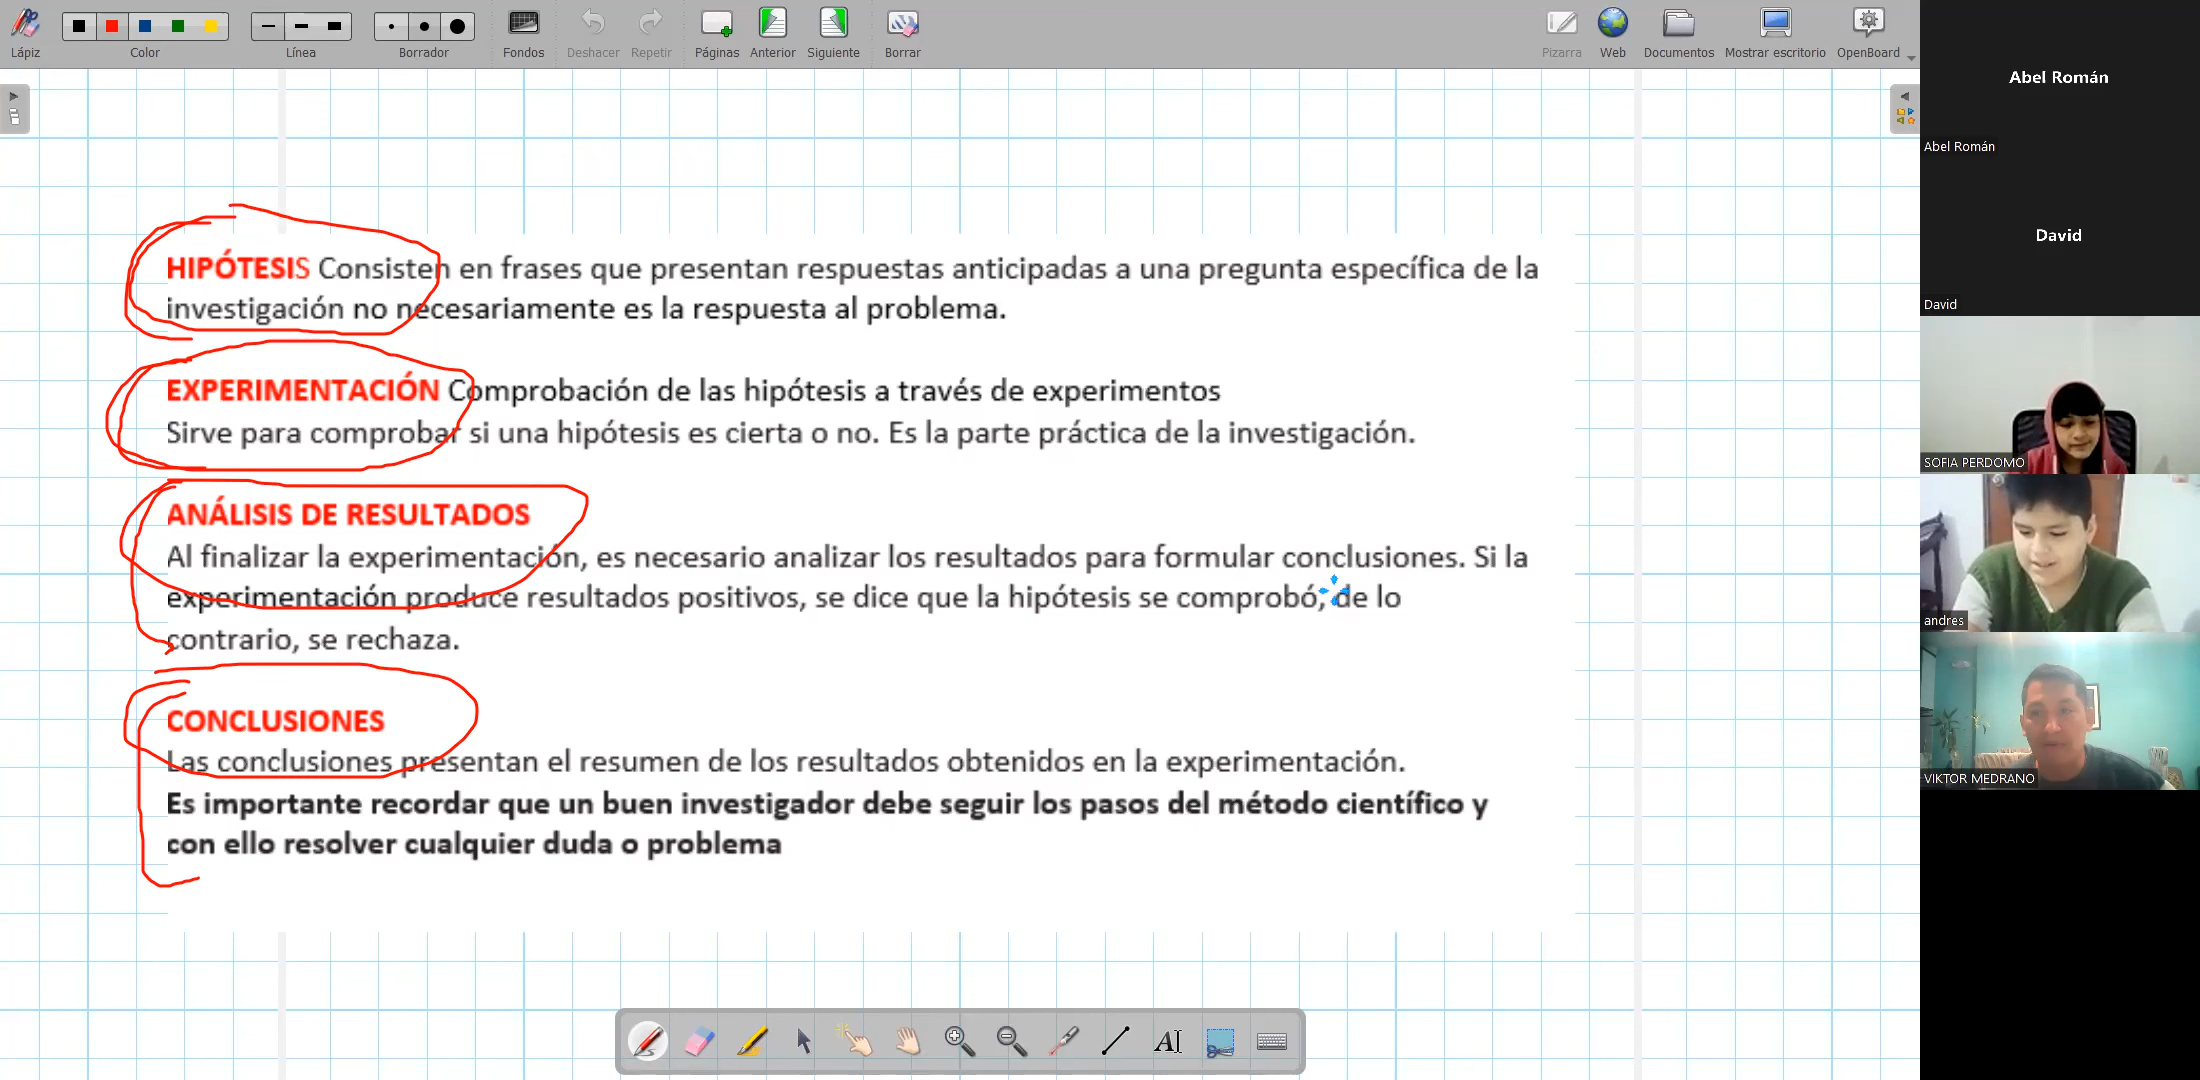 Lápiz
Color
Línea
Borrador
Fondos
Deshacer
Repetir
Páginas
Anterior
Siguiente
Borrar
Pizarra
Web
Documentos
Mostrar escritorio
OpenBoard
HIPÓTESIS Consisten en frases que presentan respuestas anticipadas a una pregunta específica de la
investigación no necesariamente es la respuesta al problema.
EXPERIMENTACIÓN Comprobación de las hipótesis a través de experimentos
Sirve para comprobar si una hipótesis es cierta o no. Es la parte práctica de la investigación.
ANÁLISIS DE RESULTADOS
Al finalizar la experimentación, es necesario analizar los resultados para formular conclusiones. Si la
experimentación produce resultados positivos, se dice que la hipótesis se comprobó, de lo
contrario, se rechaza.
CONCLUSIONES
Las conclusiones presentan el resumen de los resultados obtenidos en la experimentación.
Es importante recordar que un buen investigador debe seguir los pasos del método científico y
con ello resolver cualquier duda o problema
AI
Abel Román
Abel Román
David
David
SOFIA PERDOMO
andres
VIKTOR MEDRANO